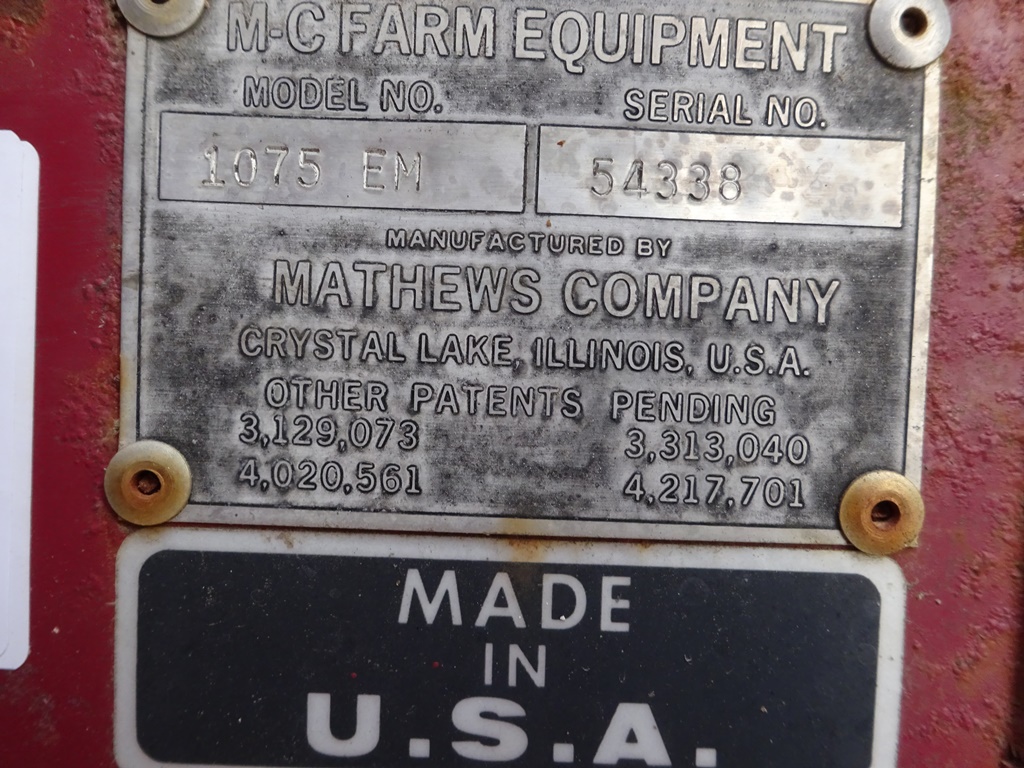 M-C FARM EQUIPMENT
MODEL NO. SERIAL NO.
1075 EM 54338
MANUFACTURED BY
MATHEWS COMPANY
CRYSTAL LAKE, ILLINOIS, U.S.A.
OTHER PATENTS PENDING
3,129,073 3,313,040
4,020,561 4,217,701
MADE
IN
U.S.A.